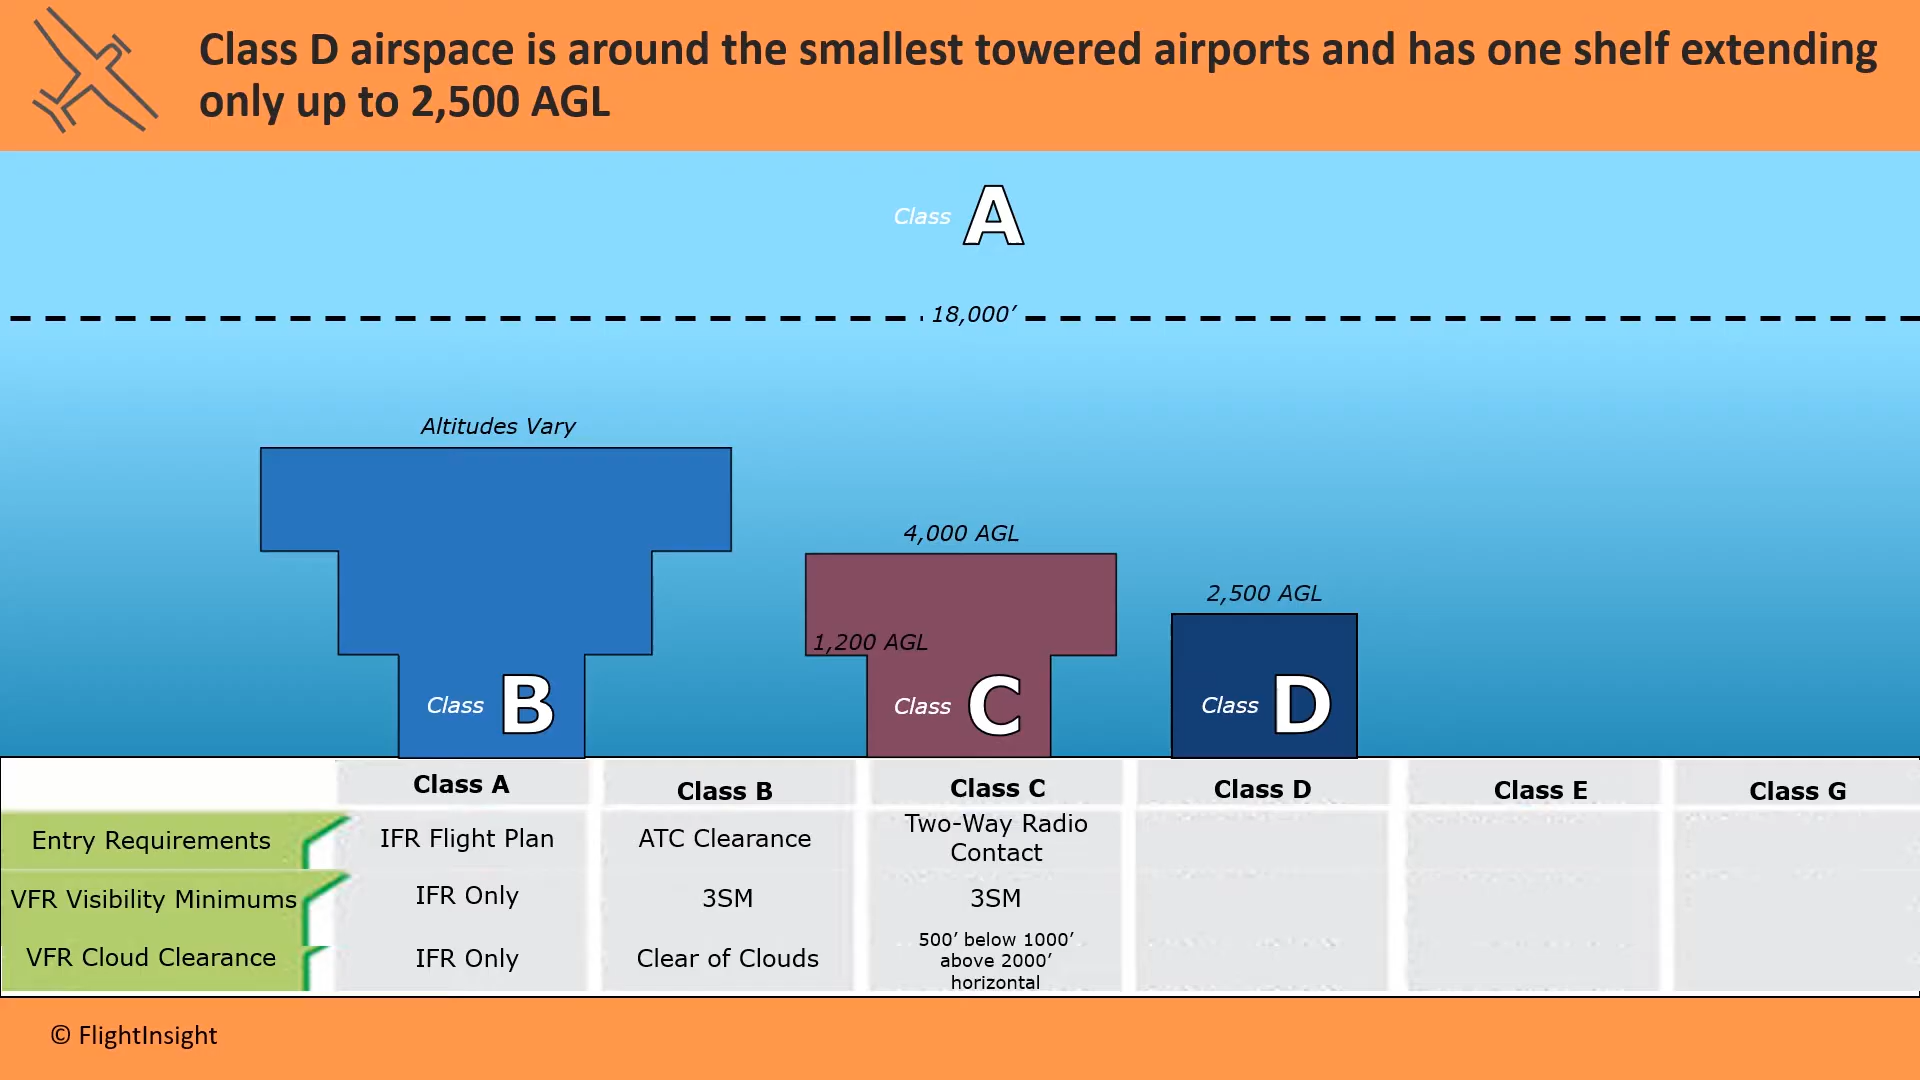 Class D airspace is around the smallest towered airports and has one shelf extending
only up to 2,500 AGL
Class A
18,000’
Altitudes Vary
4,000 AGL
2,500 AGL
1,200 AGL
Class B
Class C
Class D
Class A Class B Class C Class D Class E Class G
Entry Requirements IFR Flight Plan ATC Clearance Two-Way Radio
Contact
VFR Visibility Minimums IFR Only 3SM 3SM
VFR Cloud Clearance IFR Only Clear of Clouds 500’ below 1000’
above 2000’
horizontal
© FlightInsight